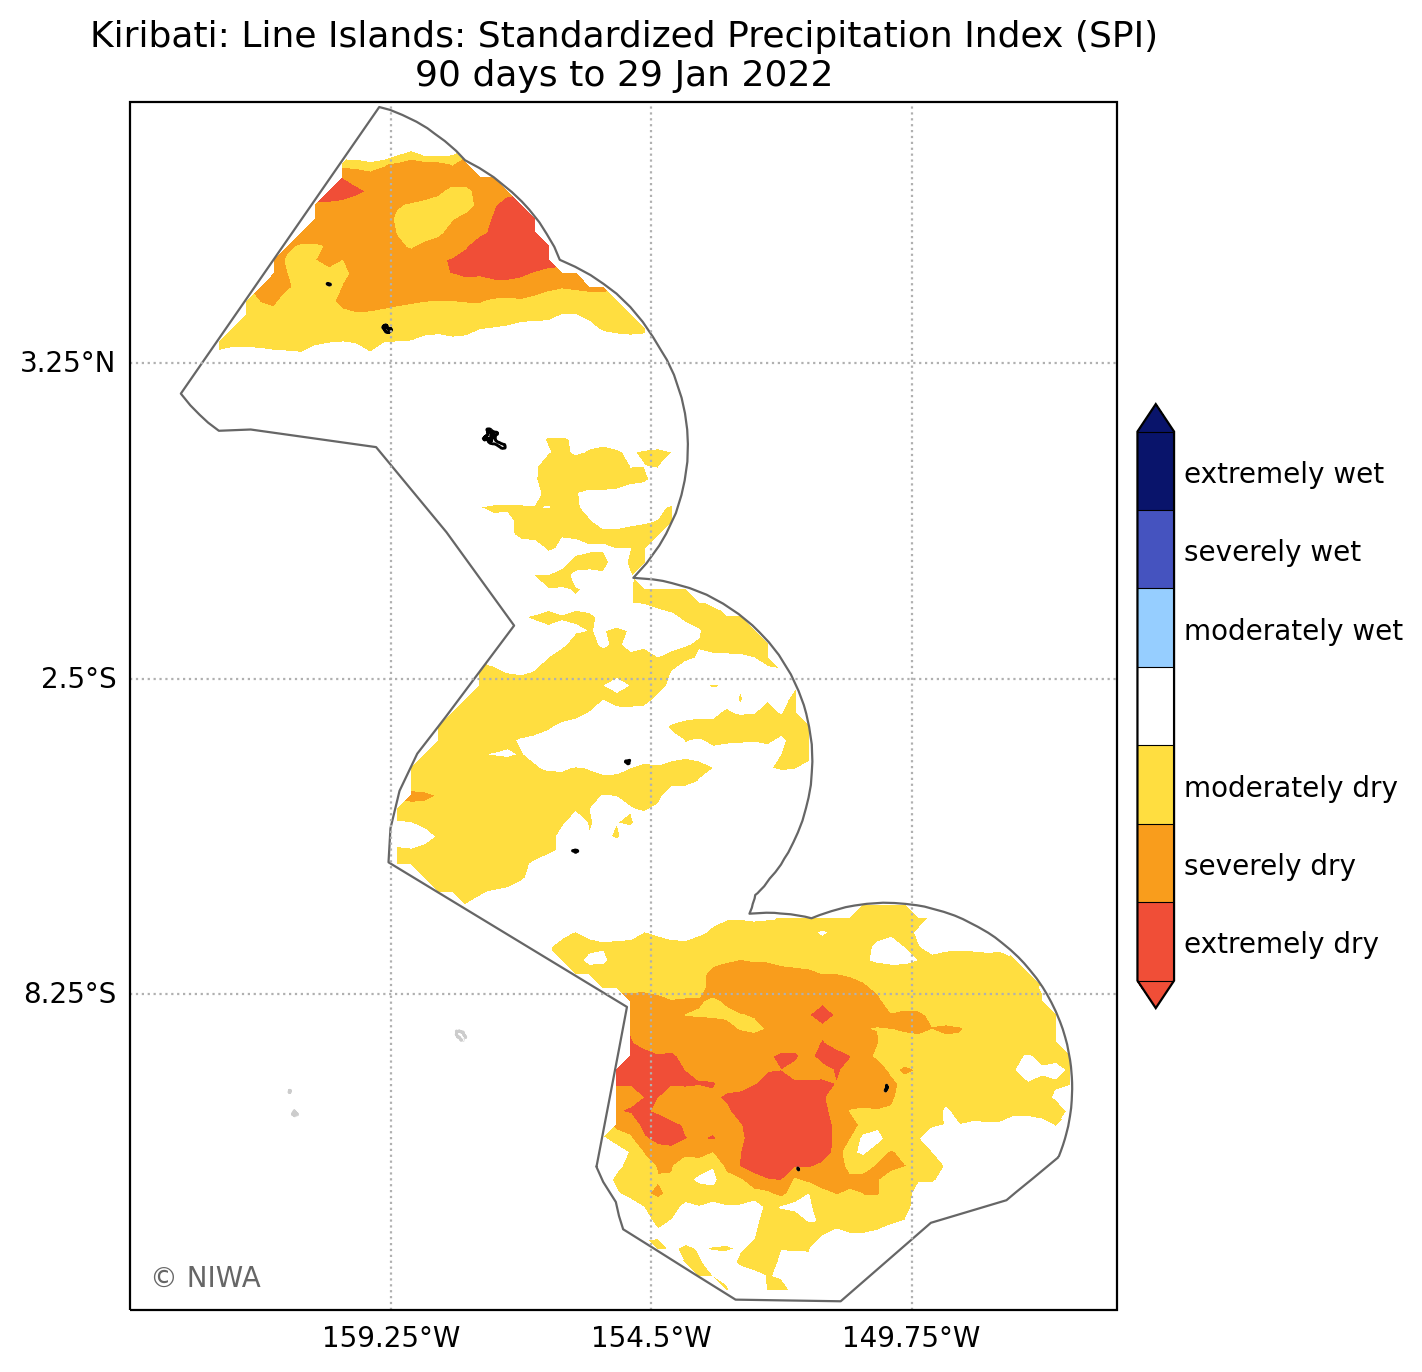 Kiribati: Line Islands: Standardized Precipitation Index (SPI)
90 days to 29 Jan 2022
3.25°N
2.5°S
8.25°S
159.25°W
154.5°W
149.75°W
extremely wet
severely wet
moderately wet
moderately dry
severely dry
extremely dry
© NIWA